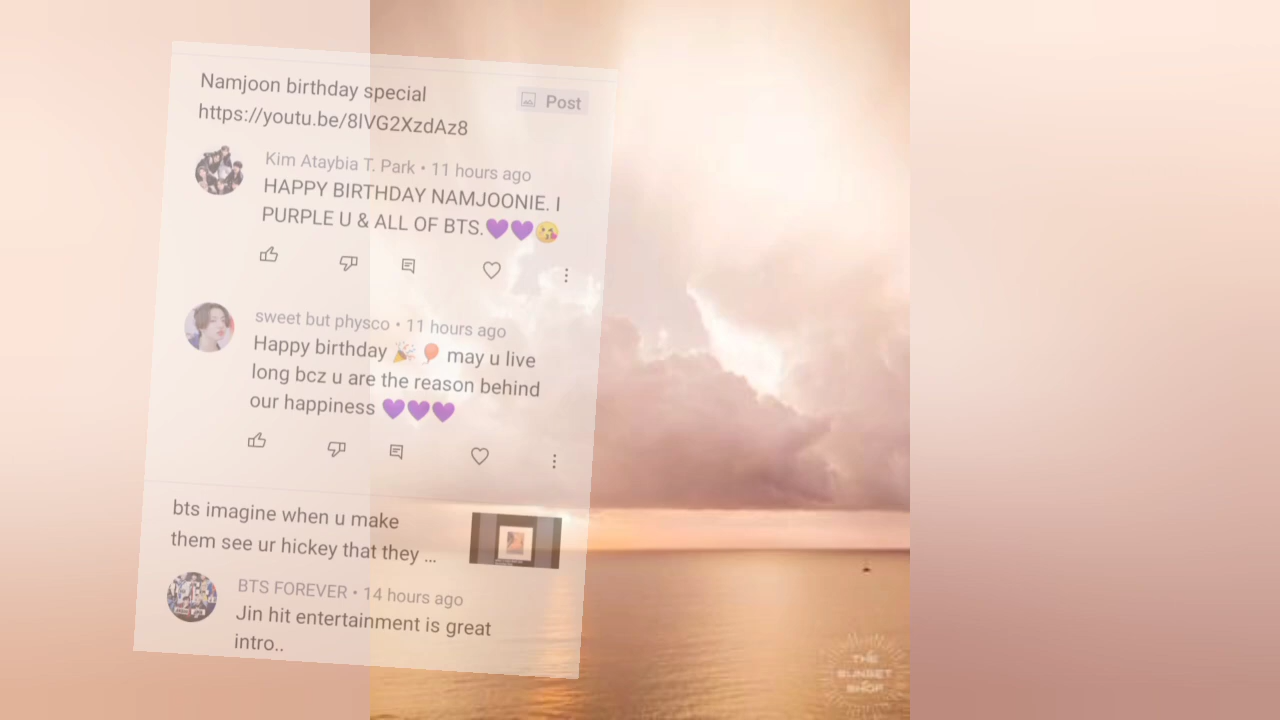 Namjoon birthday special
Post
https://youtu.be/8lVG2XzdAz8
Kim Ataybia T. Park • 11 hours ago
HAPPY BIRTHDAY NAMJOONIE. I
PURPLE U & ALL OF BTS.💜💜😘
sweet but physco • 11 hours ago
Happy birthday 🎉🎈 may u live
long bcz u are the reason behind
our happiness 💜💜💜
bts imagine when u make
them see ur hickey that they ...
BTS FOREVER • 14 hours ago
Jin hit entertainment is great
intro..
THE
SUNSET
SHOP